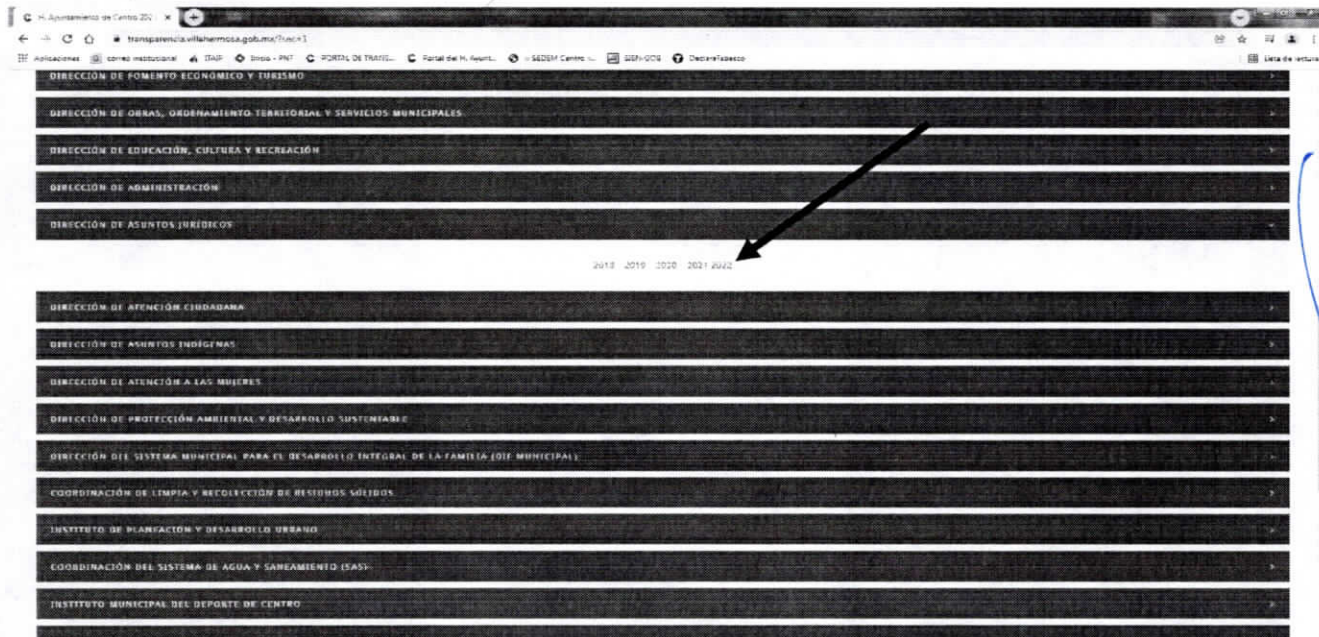 H. Ayuntamiento de Centro 20
transparencia.villahermosa.gob.mx/?sec=1
Aplicaciones correo institucional ITAIP Inicio - PNT PORTAL DE TRANS... Portal del H. Ayunt... SEDEM Centro DeclaraTabasco Lista de lectura
DIRECCIÓN DE FOMENTO ECONÓMICO Y TURISMO
DIRECCIÓN DE OBRAS, ORDENAMIENTO TERRITORIAL Y SERVICIOS MUNICIPALES
DIRECCIÓN DE EDUCACIÓN, CULTURA Y RECREACIÓN
DIRECCIÓN DE ADMINISTRACIÓN
DIRECCIÓN DE ASUNTOS JURÍDICOS
2018 2019 2020 2021 2022
DIRECCIÓN DE ATENCIÓN CIUDADANA
DIRECCIÓN DE ASUNTOS INDÍGENAS
DIRECCIÓN DE ATENCIÓN A LAS MUJERES
DIRECCIÓN DE PROTECCIÓN AMBIENTAL Y DESARROLLO SUSTENTABLE
DIRECCIÓN DEL SISTEMA MUNICIPAL PARA EL DESARROLLO INTEGRAL DE LA FAMILIA (DIF MUNICIPAL)
COORDINACIÓN DE LIMPIA Y RECOLECCIÓN DE RESIDUOS SÓLIDOS
INSTITUTO DE PLANEACIÓN Y DESARROLLO URBANO
COORDINACIÓN DEL SISTEMA DE AGUA Y SANEAMIENTO (SAS)
INSTITUTO MUNICIPAL DEL DEPORTE DE CENTRO